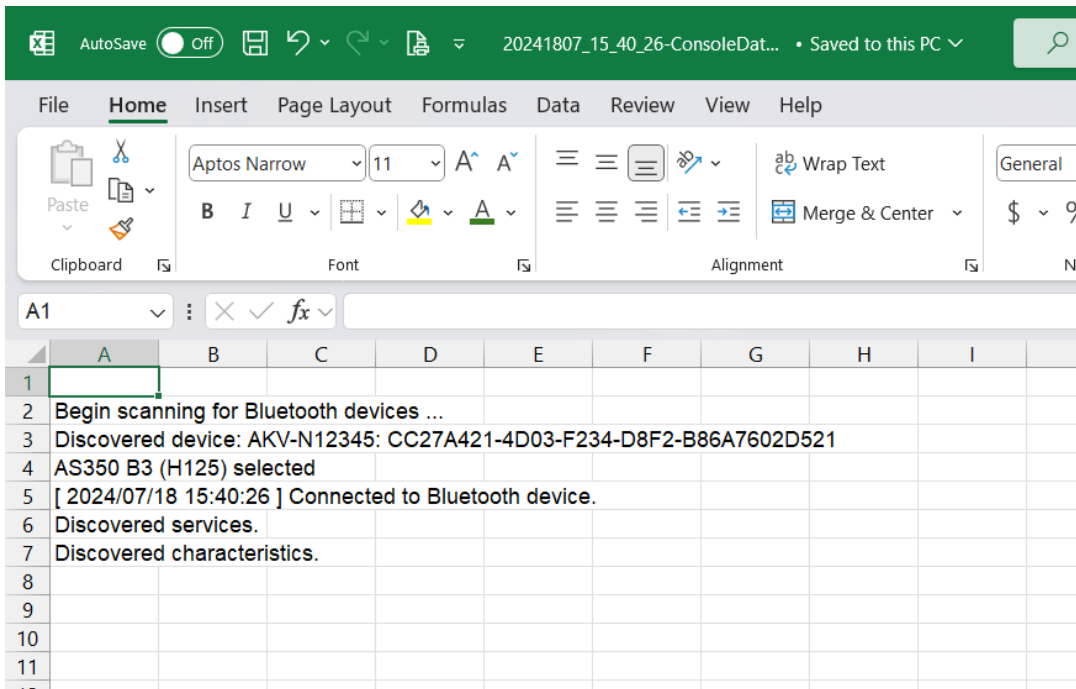 AutoSave Off 20241807_15_40_26-ConsoleDat... • Saved to this PC
File Home Insert Page Layout Formulas Data Review View Help
Paste
Clipboard
Aptos Narrow 11 A A
B I U A
Font
ab Wrap Text
Merge & Center
Alignment
General
$ %
N
A1 fx
A B C D E F G H I
1
2 Begin scanning for Bluetooth devices ...
3 Discovered device: AKV-N12345: CC27A421-4D03-F234-D8F2-B86A7602D521
4 AS350 B3 (H125) selected
5 [ 2024/07/18 15:40:26 ] Connected to Bluetooth device.
6 Discovered services.
7 Discovered characteristics.
8
9
10
11